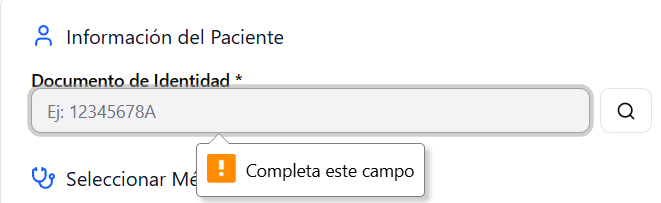 Información del Paciente
Documento de Identidad *
Ej: 12345678A
Completa este campo
Seleccionar Mé